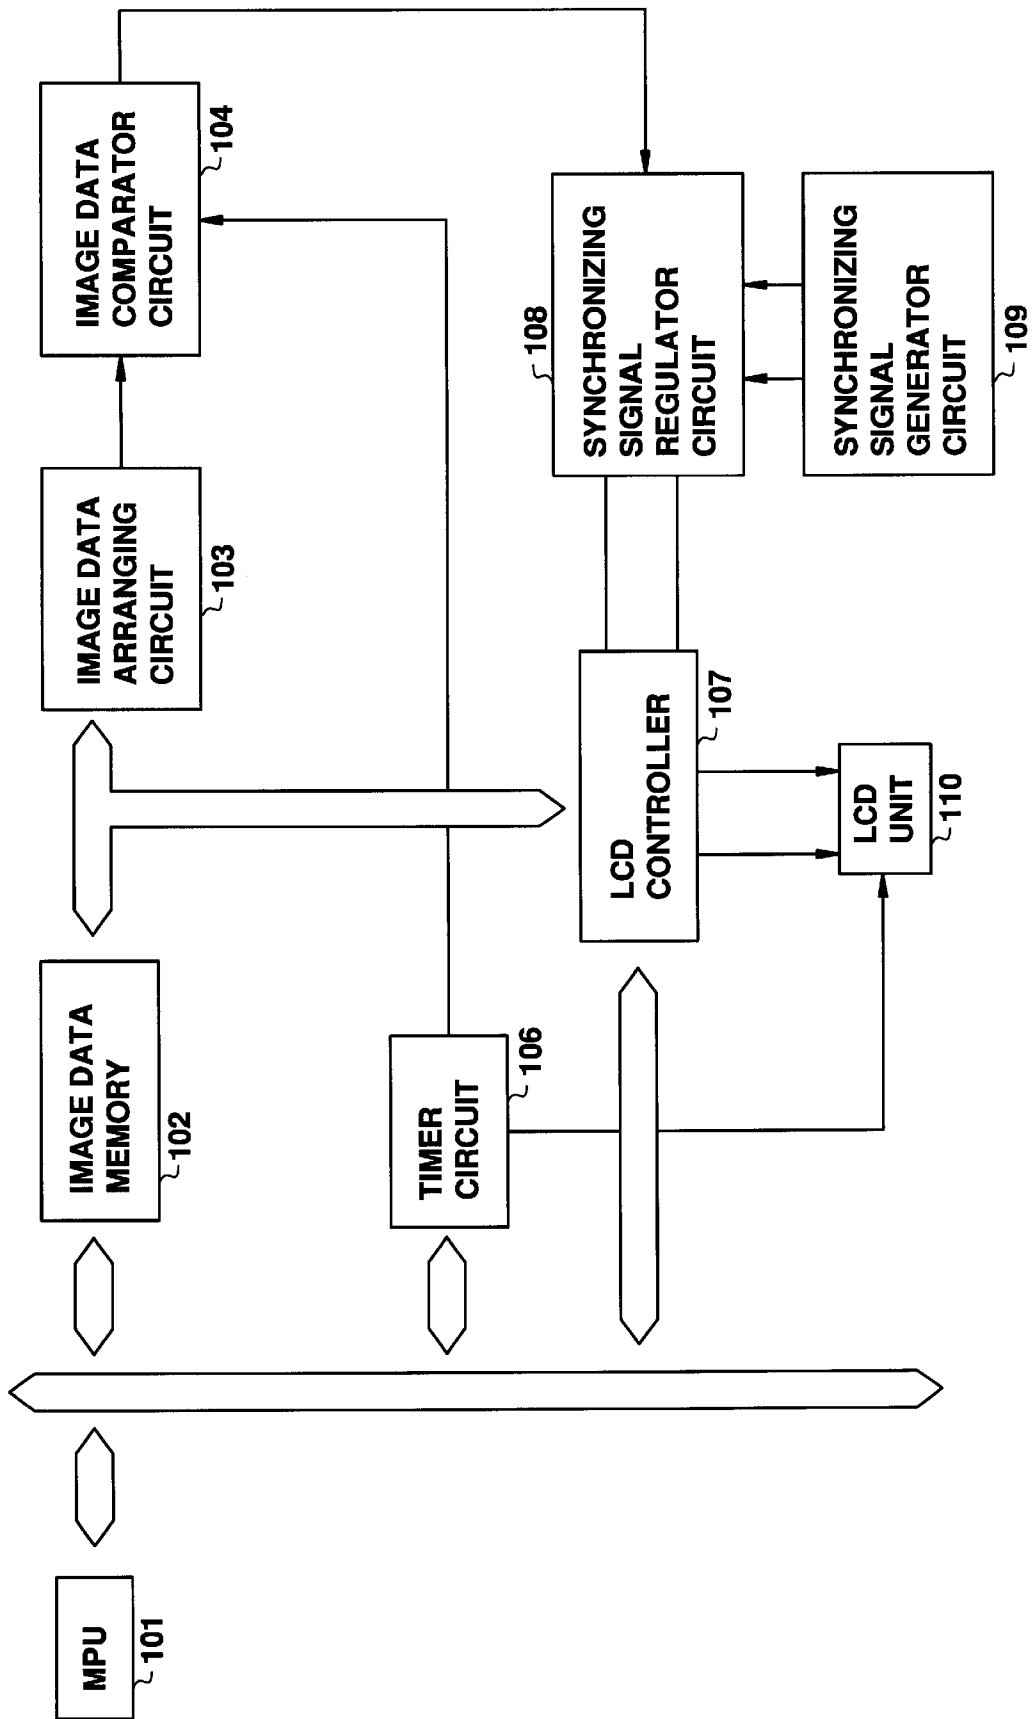 MPU
101
IMAGE DATA
MEMORY
102
IMAGE DATA
ARRANGING
CIRCUIT
103
IMAGE DATA
COMPARATOR
CIRCUIT
104
TIMER
CIRCUIT
106
LCD
CONTROLLER
107
SYNCHRONIZING
SIGNAL
REGULATOR
CIRCUIT
108
SYNCHRONIZING
SIGNAL
GENERATOR
CIRCUIT
109
LCD
UNIT
110